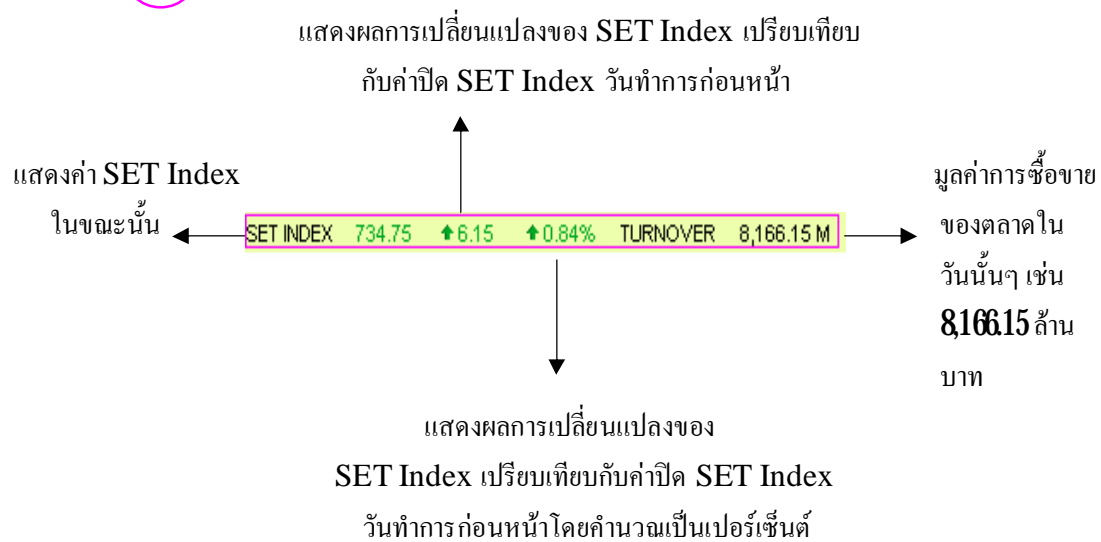 แสดงผลการเปลี่ยนแปลงของ SET Index เปรียบเทียบ
กับค่าปิด SET Index วันทำการก่อนหน้า
แสดงค่า SET Index
ในขณะนั้น
SET INDEX 734.75 6.15 0.84% TURNOVER 8,166.15 M
มูลค่าการซื้อขาย
ของตลาดใน
วันนั้นๆ เช่น
8,166.15 ล้าน
บาท
แสดงผลการเปลี่ยนแปลงของ
SET Index เปรียบเทียบกับค่าปิด SET Index
วันทำการก่อนหน้าโดยคำนวณเป็นเปอร์เซ็นต์